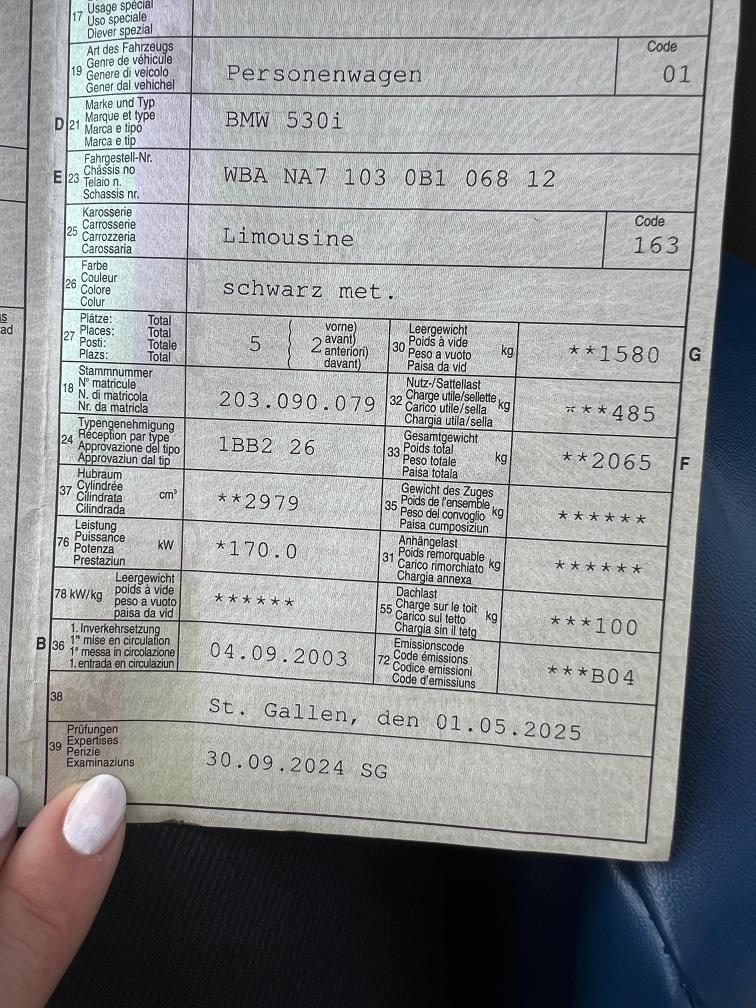 17 Usage spécial
Uso speciale
Diever spezial
19 Art des Fahrzeugs
Genre de véhicule
Genere di veicolo
Gener dal vehichel
Personenwagen
Code
01
D 21 Marke und Typ
Marque et type
Marca e tipo
Marca e tip
BMW 530i
E 23 Fahrgestell-Nr.
Châssis no
Telaio n.
Schassis nr.
WBA NA7 103 0B1 068 12
25 Karosserie
Carrosserie
Carrozzeria
Carossaria
Limousine
Code
163
26 Farbe
Couleur
Colore
Colur
schwarz met.
27 Plätze: Total
Places: Total
Posti: Totale
Plazs: Total
5
2 vorne)
avant)
anteriori)
davant)
30 Leergewicht
Poids à vide
Peso a vuoto
Paisa da vid
kg
**1580
G
18 Stammnummer
N° matricule
N. di matricola
Nr. da matricla
203.090.079
32 Nutz-/Sattellast
Charge utile/sellette
Carico utile/sella
Chargia utila/sella
kg
***485
24 Typengenehmigung
Réception par type
Approvazione del tipo
Approvaziun dal tip
1BB2 26
33 Gesamtgewicht
Poids total
Peso totale
Paisa totala
kg
**2065
F
37 Hubraum
Cylindrée
Cilindrata
Cilindrada
cm³
**2979
35 Gewicht des Zuges
Poids de l'ensemble
Peso del convoglio
Paisa cumposiziun
kg
******
76 Leistung
Puissance
Potenza
Prestaziun
kW
*170.0
31 Anhängelast
Poids remorquable
Carico rimorchiato
Chargia annexa
kg
******
78 kW/kg Leergewicht
poids à vide
peso a vuoto
paisa da vid
******
55 Dachlast
Charge sur le toit
Carico sul tetto
Chargia sin il tetg
kg
***100
B 36 1. Inverkehrsetzung
1re mise en circulation
1a messa in circolazione
1. entrada en circulaziun
04.09.2003
72 Emissionscode
Code émissions
Codice emissioni
Code d'emissiuns
***B04
38
St. Gallen, den 01.05.2025
39 Prüfungen
Expertises
Perizie
Examinaziuns
30.09.2024 SG